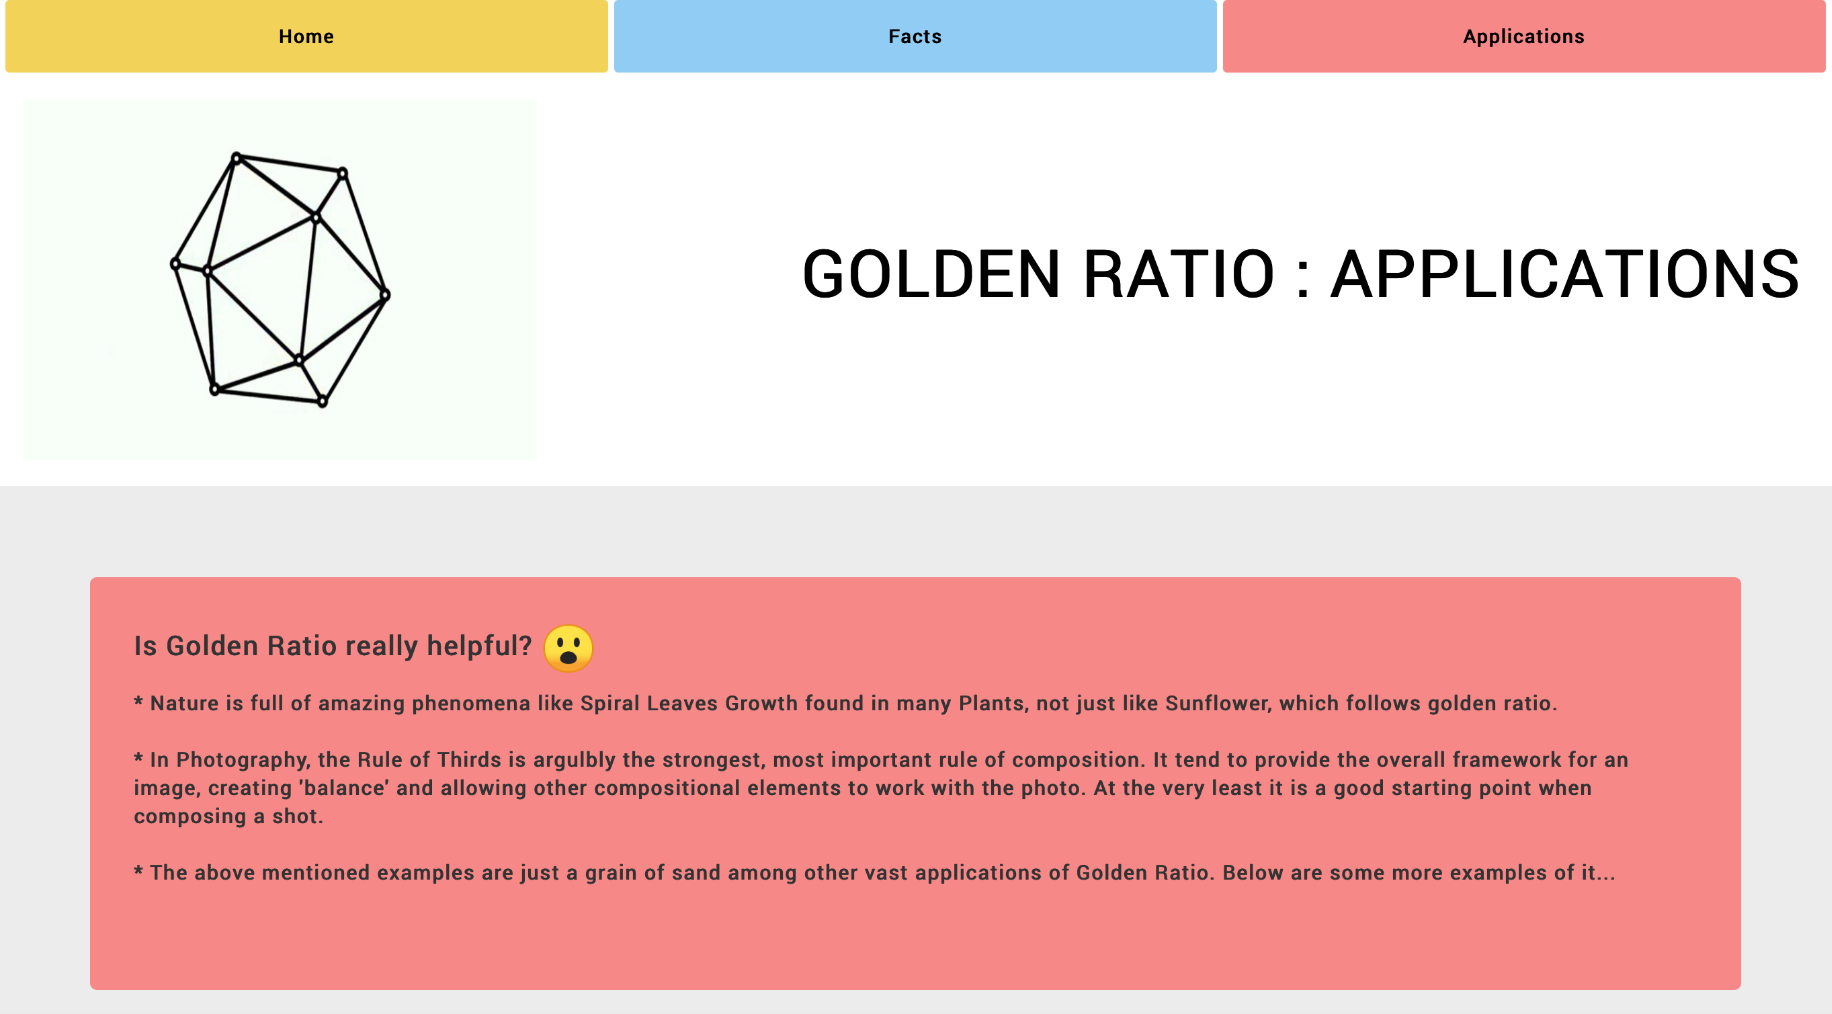 Home
Facts
Applications
GOLDEN RATIO : APPLICATIONS
Is Golden Ratio really helpful? 😮
* Nature is full of amazing phenomena like Spiral Leaves Growth found in many Plants, not just like Sunflower, which follows golden ratio.
* In Photography, the Rule of Thirds is argulbly the strongest, most important rule of composition. It tend to provide the overall framework for an
image, creating 'balance' and allowing other compositional elements to work with the photo. At the very least it is a good starting point when
composing a shot.
* The above mentioned examples are just a grain of sand among other vast applications of Golden Ratio. Below are some more examples of it...